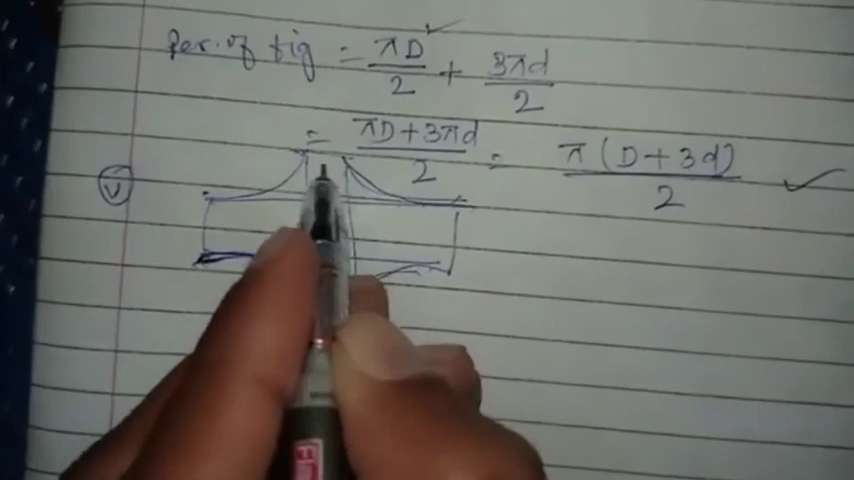 Per. of fig = πD/2 + 3πd/2
= πD+3πd/2 = π(D+3d)/2
(v)